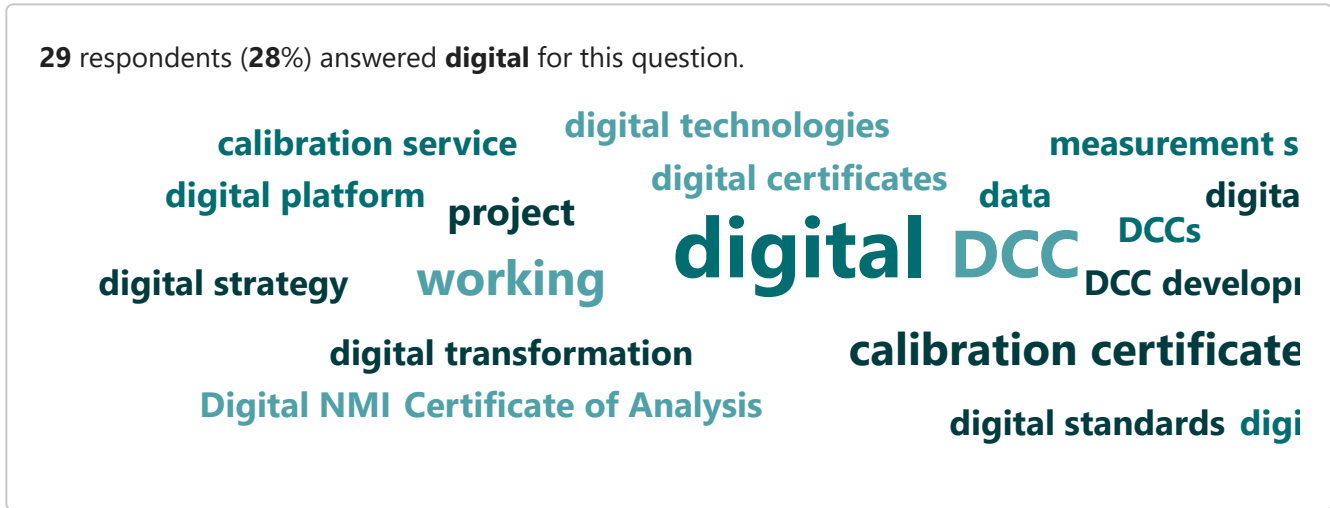 29 respondents (28%) answered digital for this question.
digital technologies
calibration service
measurement s
digital certificates
digital platform
data
digita
project
DCCs
digital DCC
working
digital strategy
DCC develop
digital transformation
calibration certificate
Digital NMI Certificate of Analysis
digital standards
digi